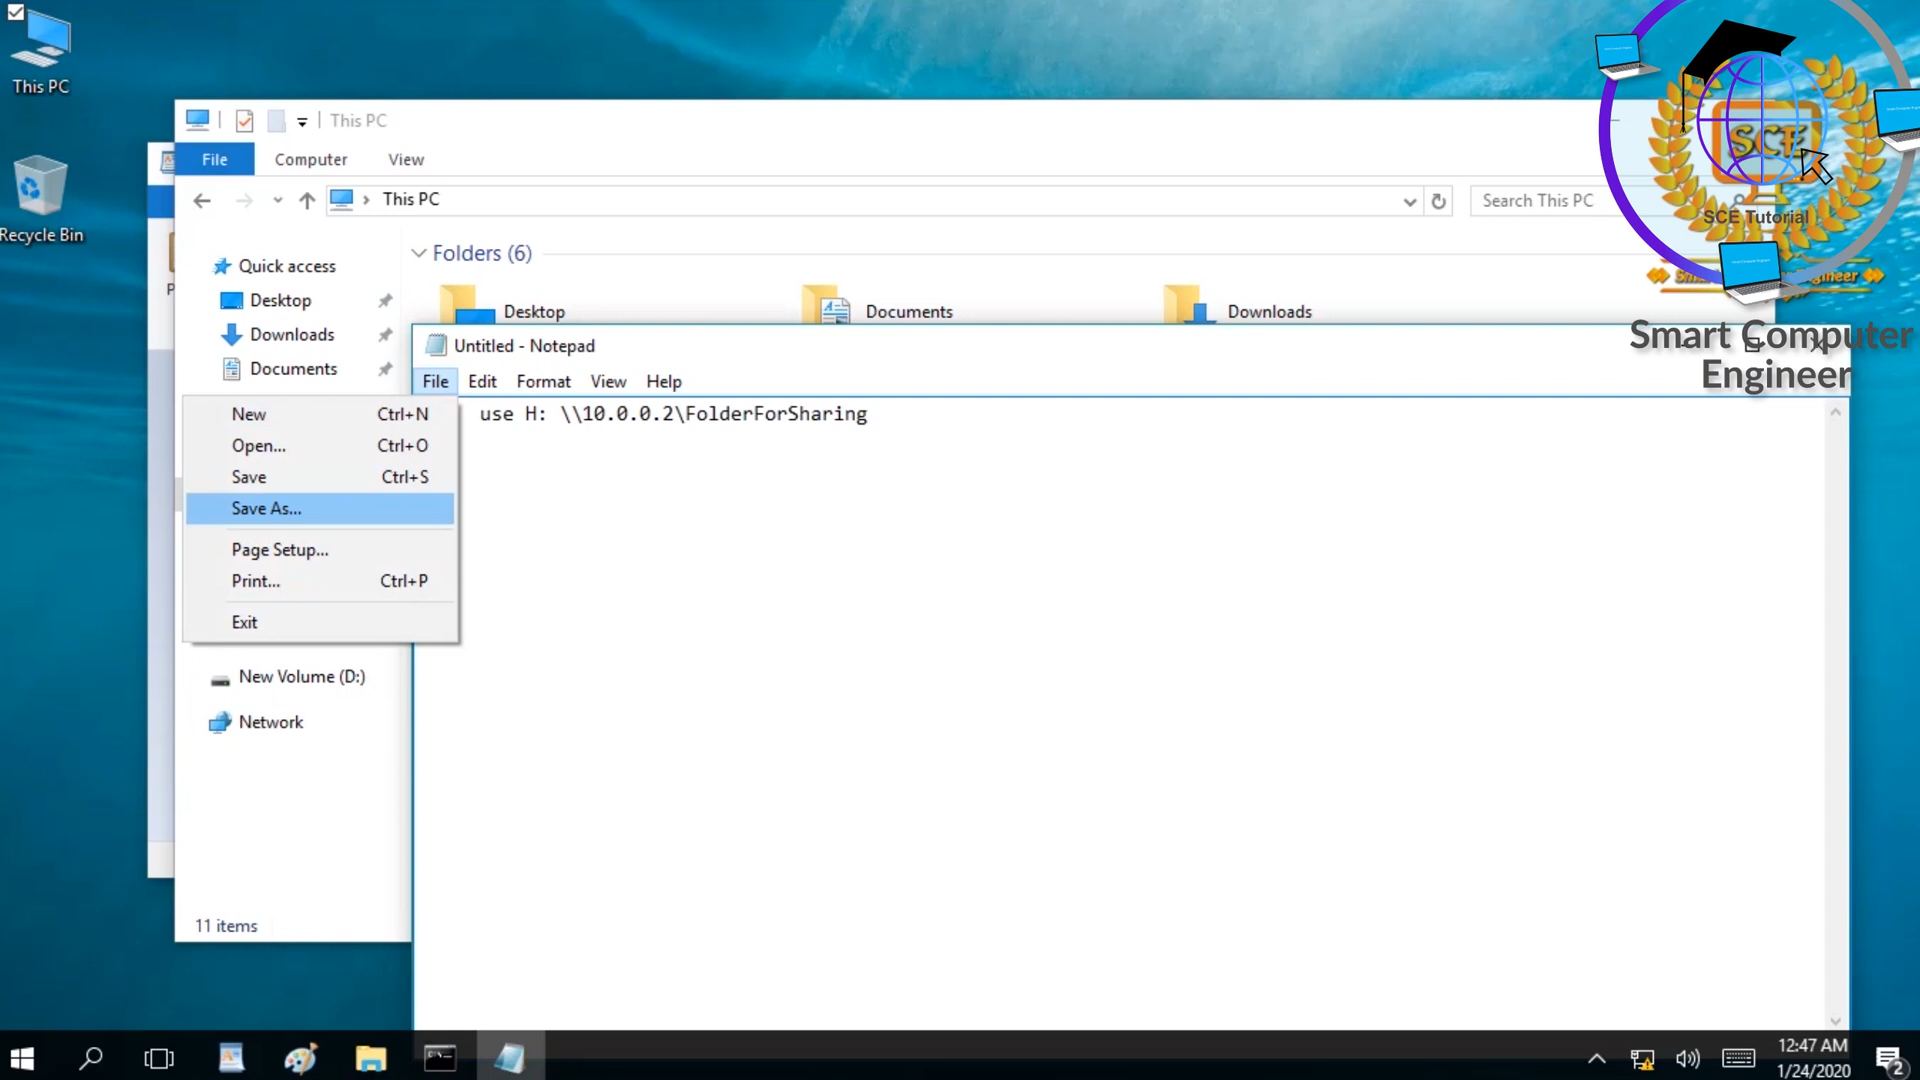 This PC
Recycle Bin
This PC
File Computer View
This PC
Search This PC
Quick access
Desktop
Downloads
Documents
Folders (6)
Desktop
Documents
Downloads
Untitled - Notepad
File Edit Format View Help
use H: \\10.0.0.2\FolderForSharing
New Ctrl+N
Open... Ctrl+O
Save Ctrl+S
Save As...
Page Setup...
Print... Ctrl+P
Exit
New Volume (D:)
Network
11 items
SCE
SCE Tutorial
Smart Computer
Engineer
12:47 AM
1/24/2020
2